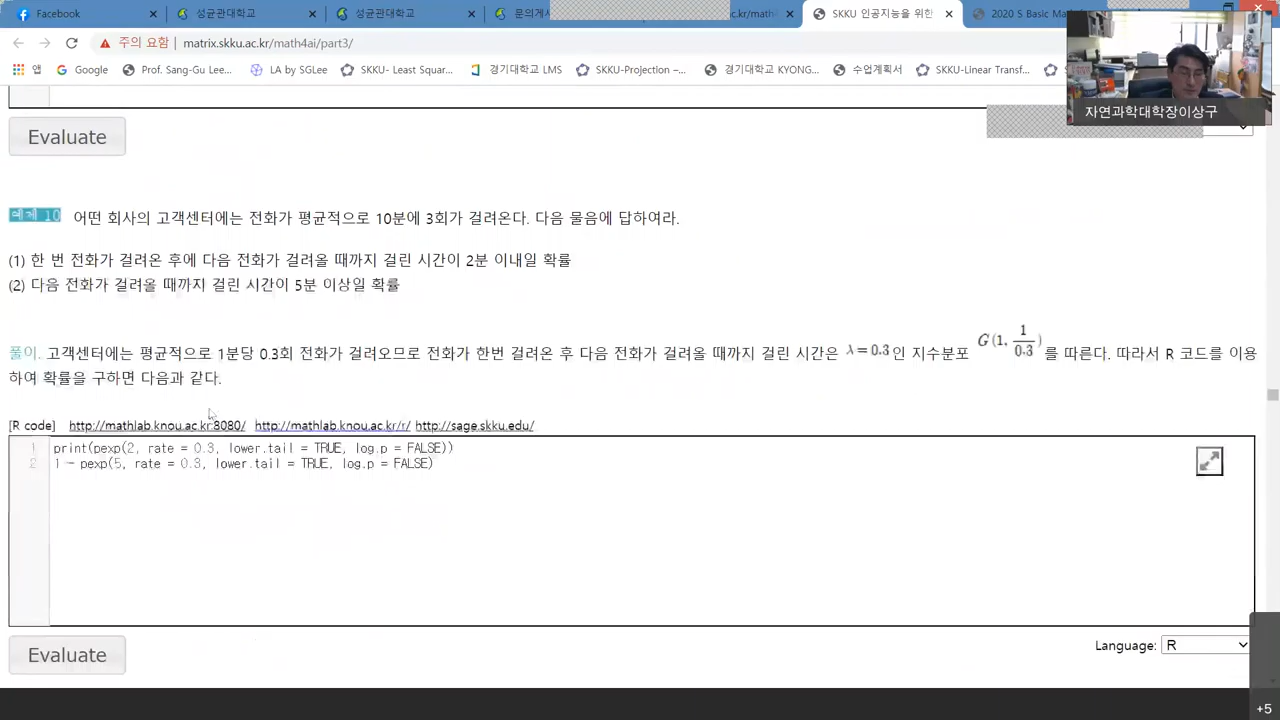 Facebook × 성균관대학교 × 성균관대학교 × 문의게시 .kr/math4 × SKKU 인공지능을 위한 × 2020 S Basic Math
주의 요함 | matrix.skku.ac.kr/math4ai/part3/
앱 Google Prof. Sang-Gu Lee... LA by SGLee SKKU - Least Squar... 경기대학교 LMS SKKU-Projection –... 경기대학교 KYONG... 수업계획서 SKKU-Linear Transf...
자연과학대학장이상구
Evaluate
예제 10 어떤 회사의 고객센터에는 전화가 평균적으로 10분에 3회가 걸려온다. 다음 물음에 답하여라.
(1) 한 번 전화가 걸려온 후에 다음 전화가 걸려올 때까지 걸린 시간이 2분 이내일 확률
(2) 다음 전화가 걸려올 때까지 걸린 시간이 5분 이상일 확률
풀이. 고객센터에는 평균적으로 1분당 0.3회 전화가 걸려오므로 전화가 한번 걸려온 후 다음 전화가 걸려올 때까지 걸린 시간은 λ=0.3인 지수분포 G(1, 1/0.3)를 따른다. 따라서 R 코드를 이용
하여 확률을 구하면 다음과 같다.
[R code] http://mathlab.knou.ac.kr:8080/ http://mathlab.knou.ac.kr/r/ http://sage.skku.edu/
1 print(pexp(2, rate = 0.3, lower.tail = TRUE, log.p = FALSE))
2 1 - pexp(5, rate = 0.3, lower.tail = TRUE, log.p = FALSE)
Evaluate
Language: R
+5